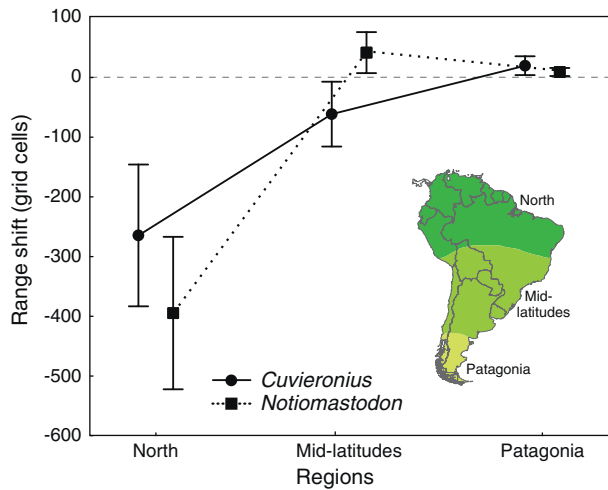 100
0
-100
-200
-300
-400
-500
-600
Range shift (grid cells)
North
Mid-
latitudes
Patagonia
Cuvieronius
Notiomastodon
North
Mid-latitudes
Patagonia
Regions